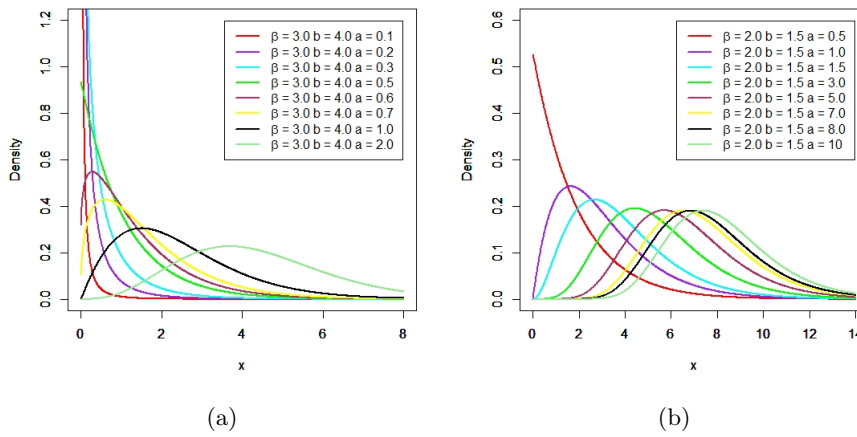 β = 3.0 b = 4.0 a = 0.1
β = 3.0 b = 4.0 a = 0.2
β = 3.0 b = 4.0 a = 0.3
β = 3.0 b = 4.0 a = 0.5
β = 3.0 b = 4.0 a = 0.6
β = 3.0 b = 4.0 a = 0.7
β = 3.0 b = 4.0 a = 1.0
β = 3.0 b = 4.0 a = 2.0
Density
1.2
1.0
0.8
0.6
0.4
0.2
0.0
0 2 4 6 8
x
(a)
β = 2.0 b = 1.5 a = 0.5
β = 2.0 b = 1.5 a = 1.0
β = 2.0 b = 1.5 a = 1.5
β = 2.0 b = 1.5 a = 3.0
β = 2.0 b = 1.5 a = 5.0
β = 2.0 b = 1.5 a = 7.0
β = 2.0 b = 1.5 a = 8.0
β = 2.0 b = 1.5 a = 10
Density
0.6
0.5
0.4
0.3
0.2
0.1
0.0
0 2 4 6 8 10 12 14
x
(b)